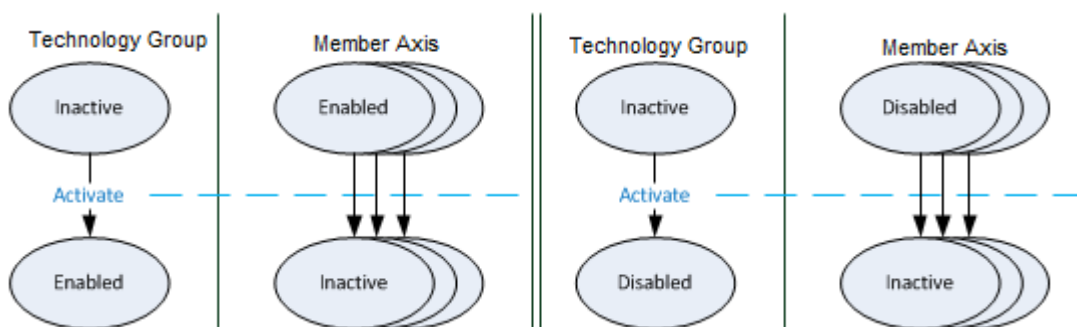 Technology Group
Member Axis
Technology Group
Member Axis
Inactive
Enabled
Inactive
Disabled
Activate
Activate
Enabled
Inactive
Disabled
Inactive